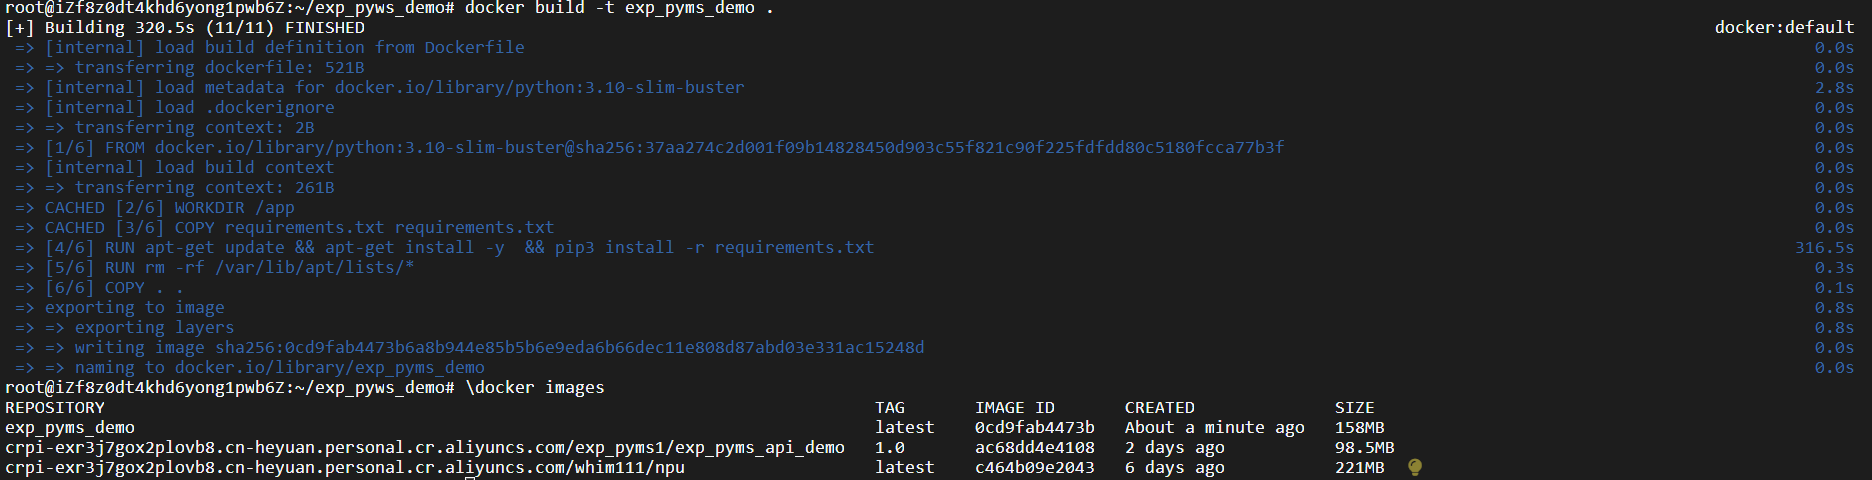 root@iZf8z0dt4khd6yong1pwb6Z:~/exp_pyws_demo# docker build -t exp_pyms_demo .
[+] Building 320.5s (11/11) FINISHED docker:default
=> [internal] load build definition from Dockerfile 0.0s
=> => transferring dockerfile: 521B 0.0s
=> [internal] load metadata for docker.io/library/python:3.10-slim-buster 2.8s
=> [internal] load .dockerignore 0.0s
=> => transferring context: 2B 0.0s
=> [1/6] FROM docker.io/library/python:3.10-slim-buster@sha256:37aa274c2d001f09b14828450d903c55f821c90f225fdfdd80c5180fcca77b3f 0.0s
=> [internal] load build context 0.0s
=> => transferring context: 261B 0.0s
=> CACHED [2/6] WORKDIR /app 0.0s
=> CACHED [3/6] COPY requirements.txt requirements.txt 0.0s
=> [4/6] RUN apt-get update && apt-get install -y  && pip3 install -r requirements.txt 316.5s
=> [5/6] RUN rm -rf /var/lib/apt/lists/* 0.3s
=> [6/6] COPY . . 0.1s
=> exporting to image 0.8s
=> => exporting layers 0.8s
=> => writing image sha256:0cd9fab4473b6a8b944e85b5b6e9eda6b66dec11e808d87abd03e331ac15248d 0.0s
=> => naming to docker.io/library/exp_pyms_demo 0.0s
root@iZf8z0dt4khd6yong1pwb6Z:~/exp_pyws_demo# \docker images
REPOSITORY TAG IMAGE ID CREATED SIZE
exp_pyms_demo latest 0cd9fab4473b About a minute ago 158MB
crpi-exr3j7gox2plovb8.cn-heyuan.personal.cr.aliyuncs.com/exp_pyms1/exp_pyms_api_demo 1.0 ac68dd4e4108 2 days ago 98.5MB
crpi-exr3j7gox2plovb8.cn-heyuan.personal.cr.aliyuncs.com/whim111/npu latest c464b09e2043 6 days ago 221MB